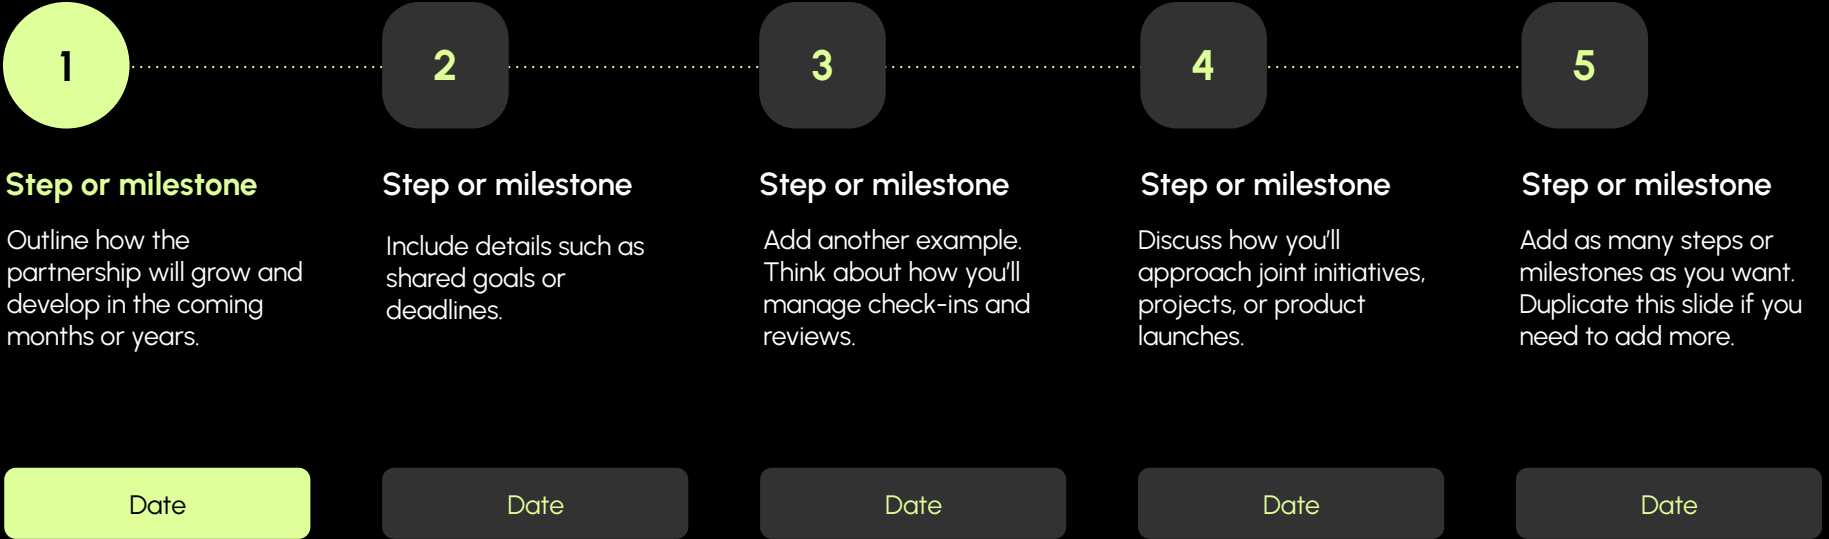 1
2
3
4
5
Step or milestone
Outline how the
partnership will grow and
develop in the coming
months or years.
Date
Step or milestone
Include details such as
shared goals or
deadlines.
Date
Step or milestone
Add another example.
Think about how you'll
manage check-ins and
reviews.
Date
Step or milestone
Discuss how you'll
approach joint initiatives,
projects, or product
launches.
Date
Step or milestone
Add as many steps or
milestones as you want.
Duplicate this slide if you
need to add more.
Date